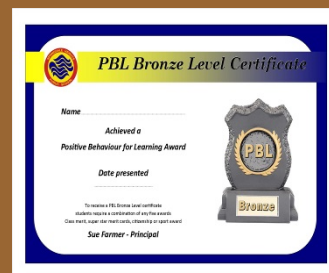 PBL Bronze Level Certificate
Name
Achieved a
Positive Behaviour for Learning Award
Date presented
PBL
Bronze
To receive a PBL Bronze Level certificate
students require a combination of any five awards
Class merit, super star merit cards, citizenship or sport award
Sue Farmer - Principal